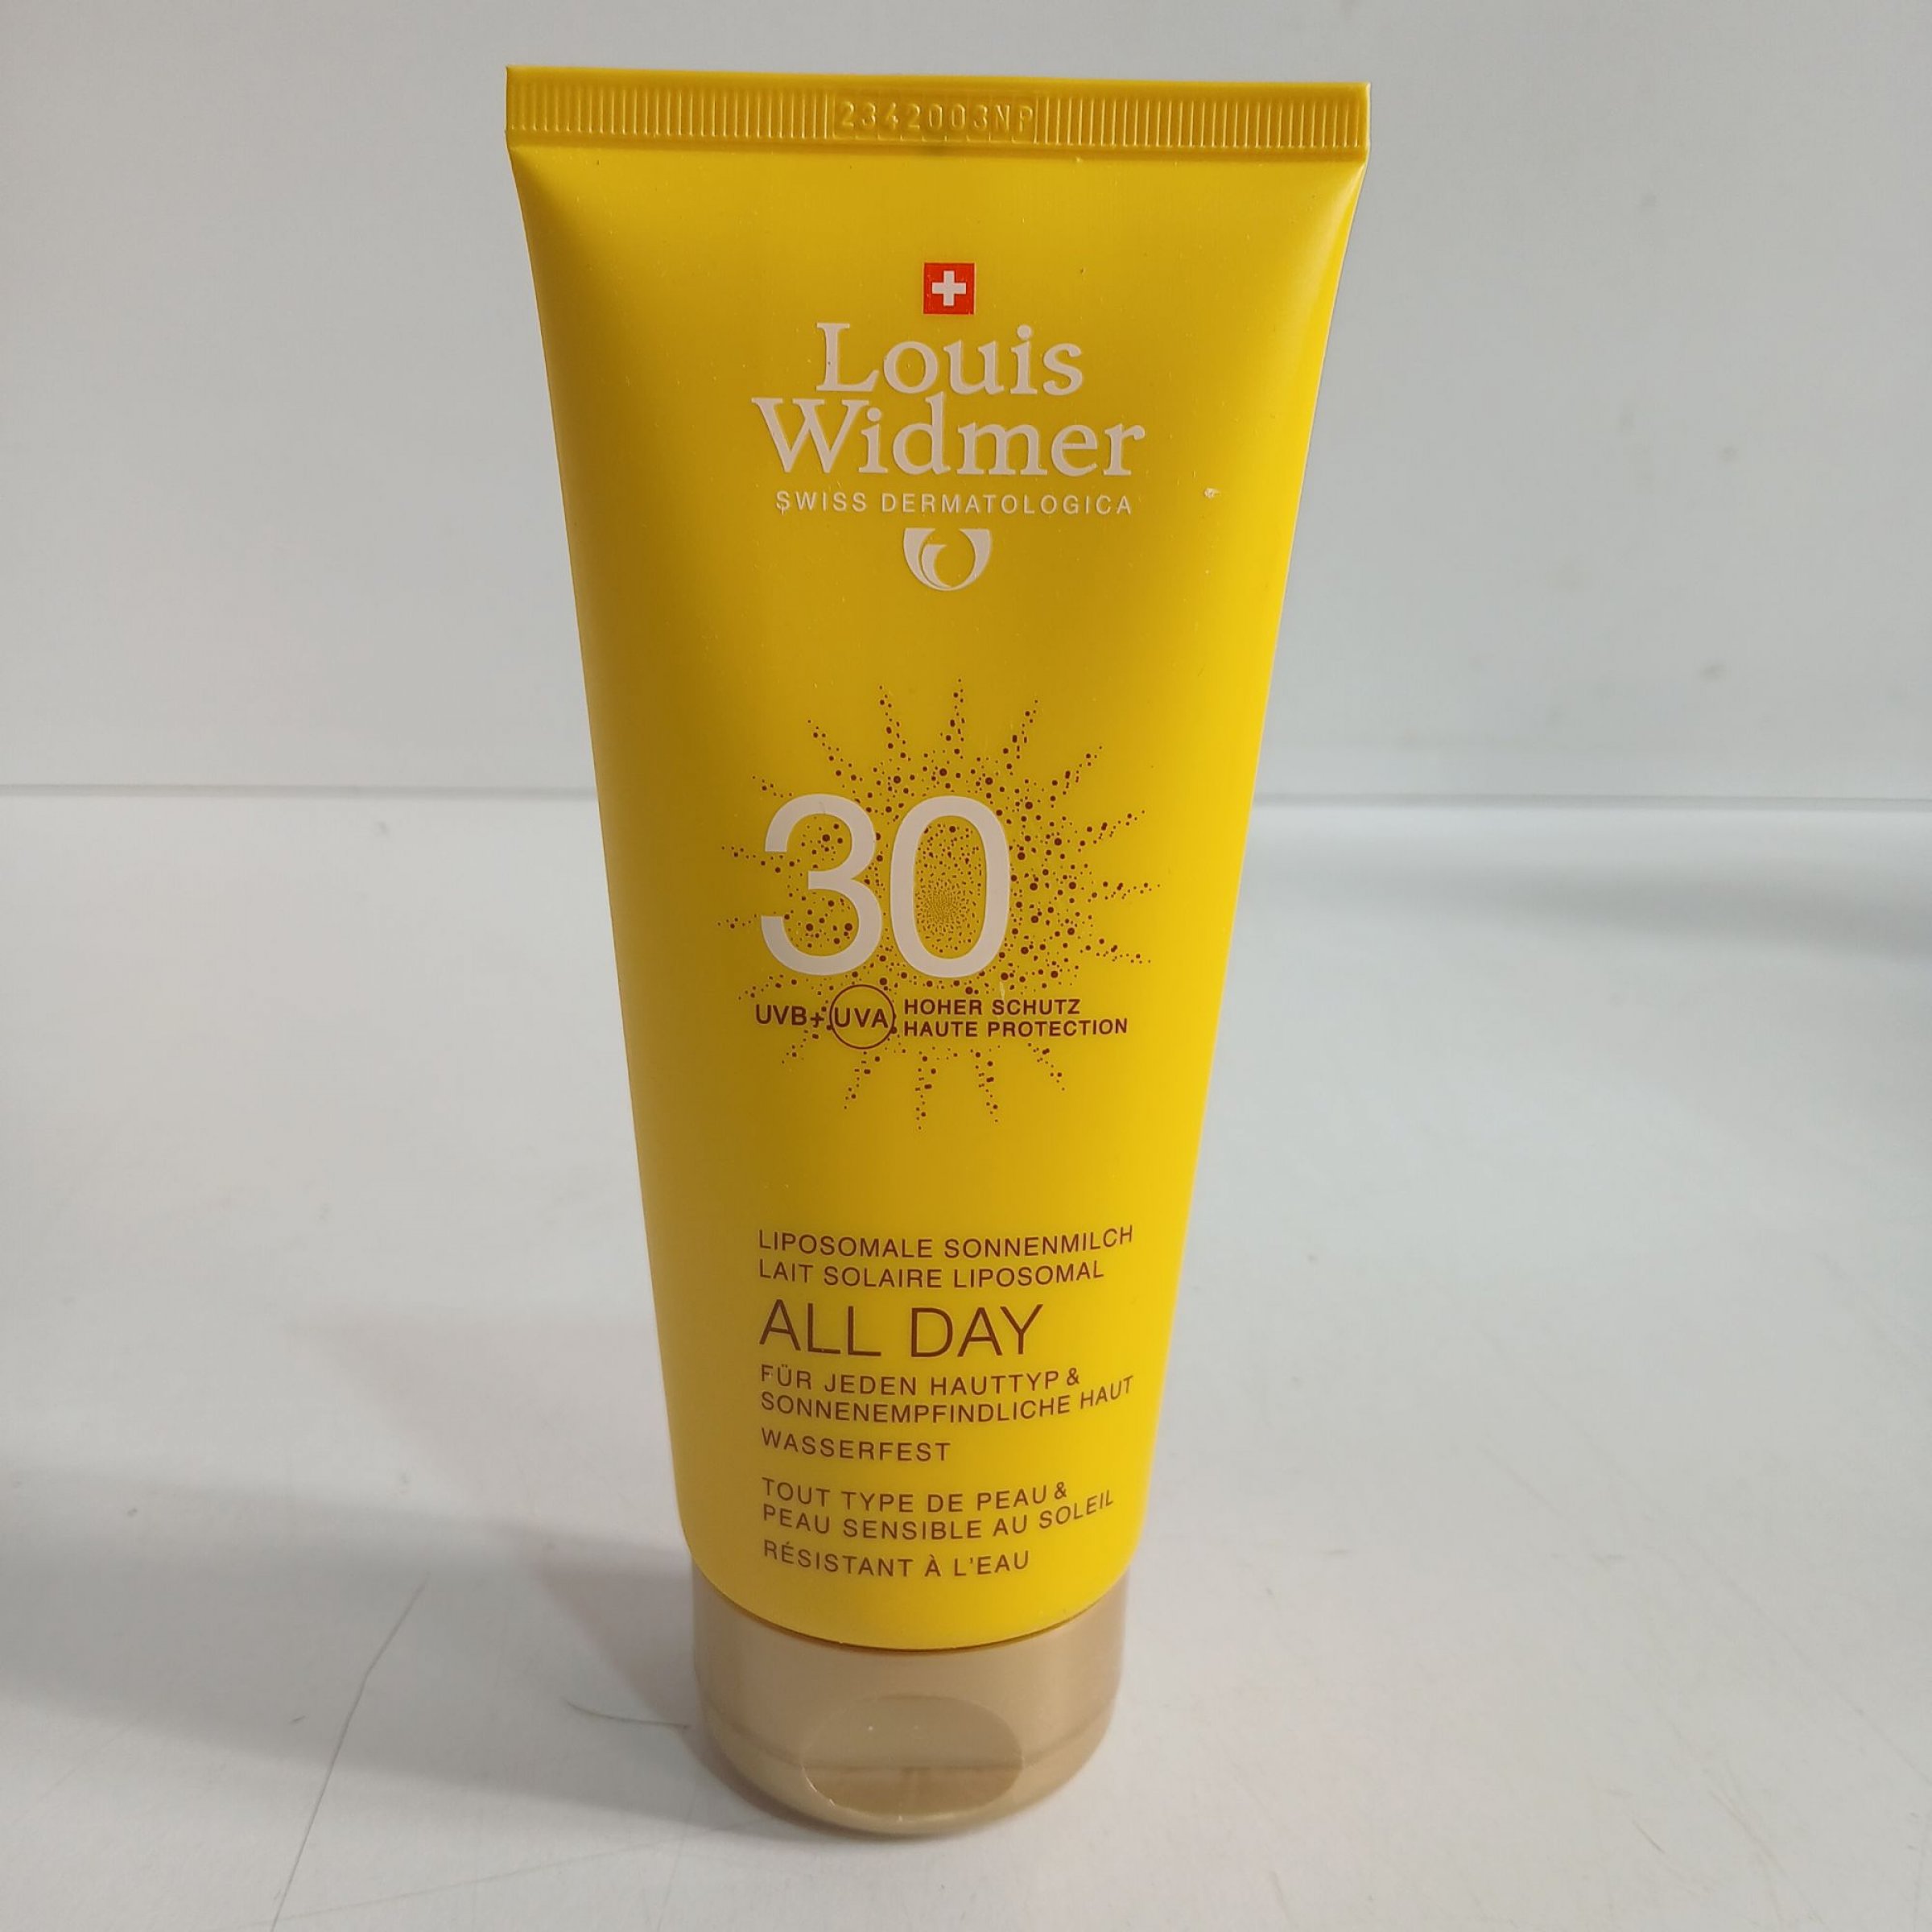 2342003NP
Louis
Widmer
SWISS DERMATOLOGICA
30
UVB+UVA HOHER SCHUTZ
HAUTE PROTECTION
LIPOSOMALE SONNENMILCH
LAIT SOLAIRE LIPOSOMAL
ALL DAY
FÜR JEDEN HAUTTYP &
SONNENEMPFINDLICHE HAUT
WASSERFEST
TOUT TYPE DE PEAU &
PEAU SENSIBLE AU SOLEIL
RÉSISTANT À L'EAU